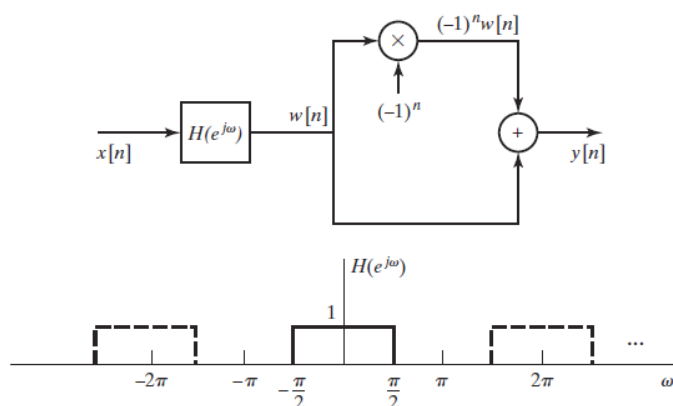 (−1)ⁿw[n]
×
w[n]
(−1)ⁿ
H(e^{jω})
+
x[n]
y[n]
H(e^{jω})
1
...
−2π −π −π/2 π/2 π 2π ω